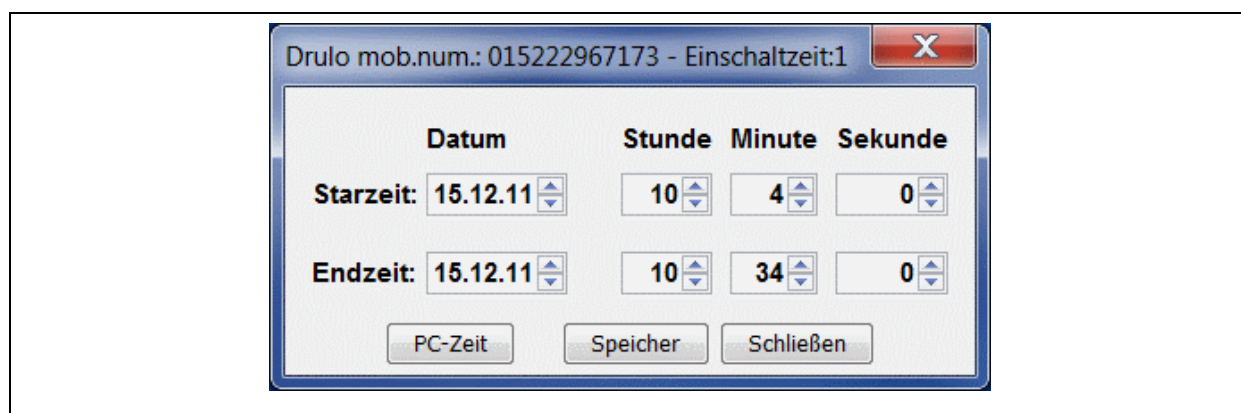 Drulo mob.num.: 015222967173 - Einschaltzeit:1
Datum Stunde Minute Sekunde
Starzeit: 15.12.11 10 4 0
Endzeit: 15.12.11 10 34 0
PC-Zeit Speicher Schließen